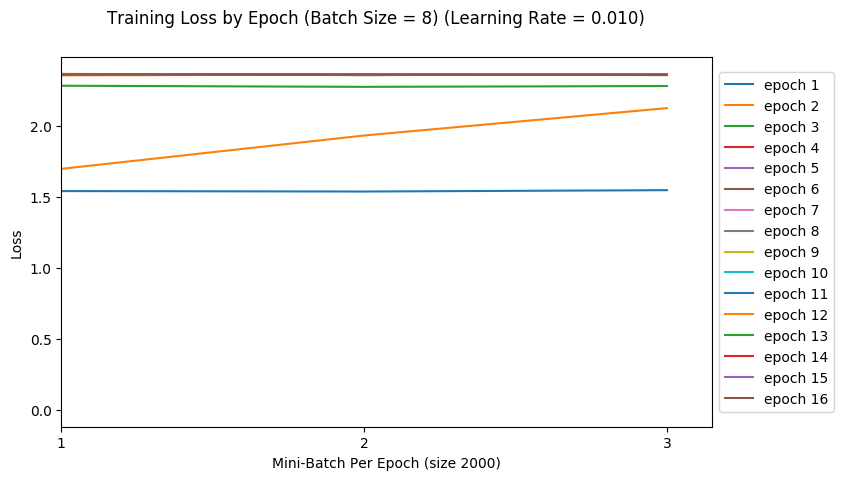 Training Loss by Epoch (Batch Size = 8) (Learning Rate = 0.010)
2.0
1.5
1.0
0.5
0.0
Loss
1 2 3
Mini-Batch Per Epoch (size 2000)
epoch 1
epoch 2
epoch 3
epoch 4
epoch 5
epoch 6
epoch 7
epoch 8
epoch 9
epoch 10
epoch 11
epoch 12
epoch 13
epoch 14
epoch 15
epoch 16